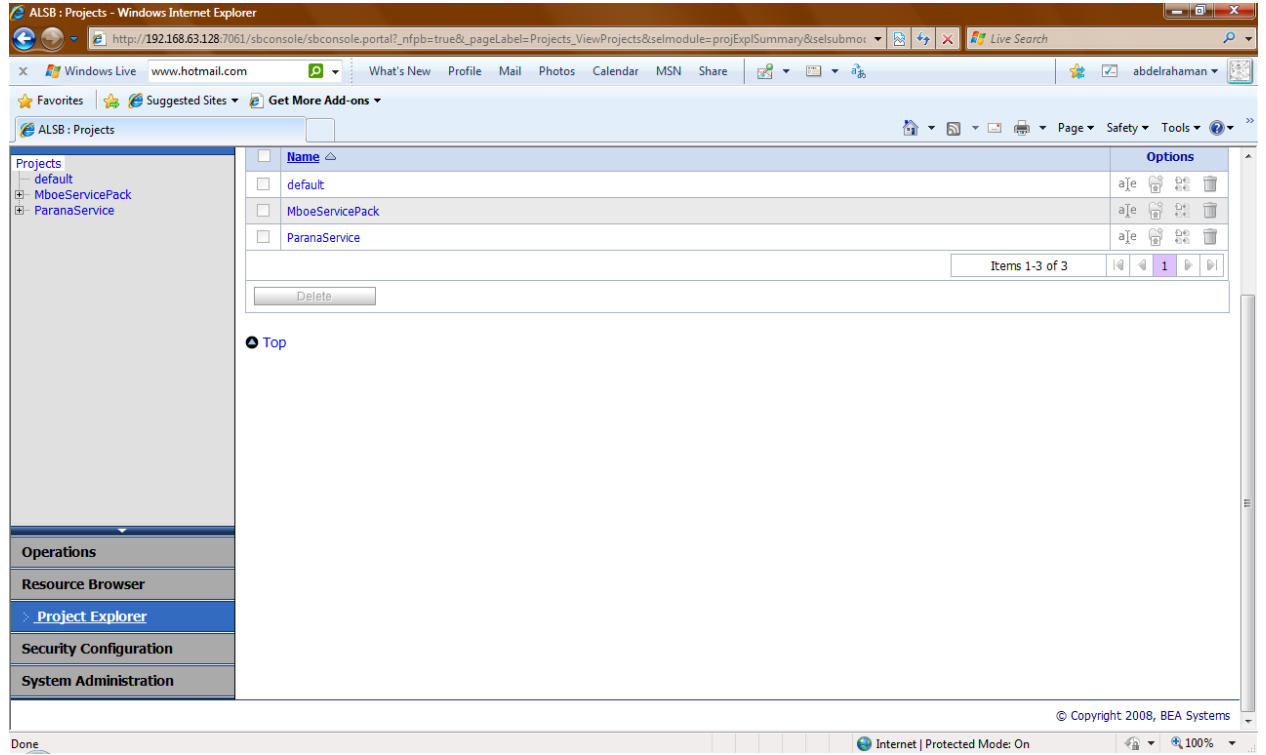 ALSB : Projects - Windows Internet Explorer
http://192.168.63.128:7061/sbconsole/sbconsole.portal?_nfpb=true&_pageLabel=Projects_ViewProjects&selmodule=projExplSummary&selsubmoc
Live Search
x Windows Live www.hotmail.com What's New Profile Mail Photos Calendar MSN Share abdelrahaman
Favorites Suggested Sites Get More Add-ons
ALSB : Projects Page Safety Tools »
Projects
default
MboeServicePack
ParanaService
Name Options
default
MboeServicePack
ParanaService
Items 1-3 of 3 1
Delete
Top
Operations
Resource Browser
> Project Explorer
Security Configuration
System Administration
© Copyright 2008, BEA Systems
Done Internet | Protected Mode: On 100%